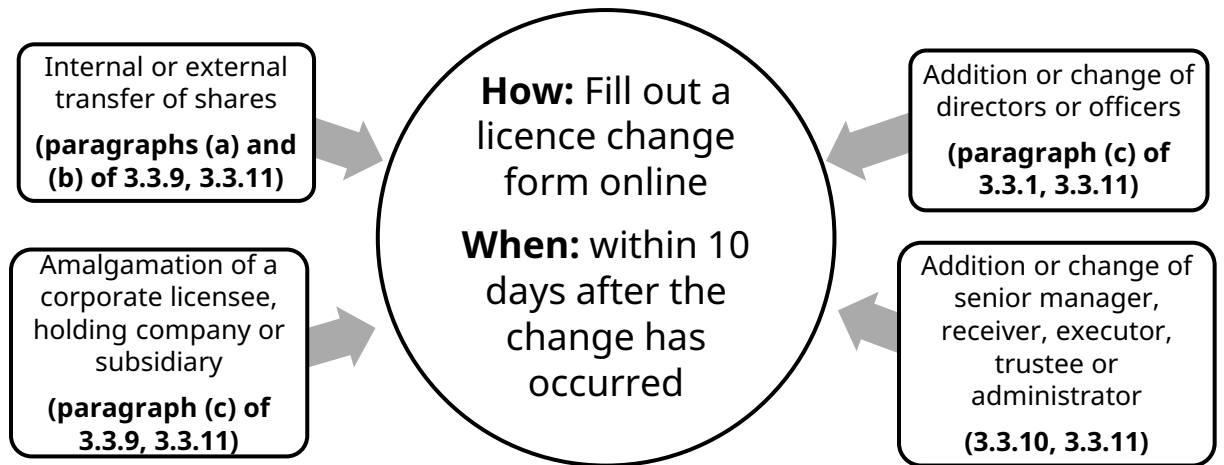 Internal or external
transfer of shares
(paragraphs (a) and
(b) of 3.3.9, 3.3.11)
Amalgamation of a
corporate licensee,
holding company or
subsidiary
(paragraph (c) of
3.3.9, 3.3.11)
How: Fill out a
licence change
form online
When: within 10
days after the
change has
occurred
Addition or change of
directors or officers
(paragraph (c) of
3.3.1, 3.3.11)
Addition or change of
senior manager,
receiver, executor,
trustee or
administrator
(3.3.10, 3.3.11)